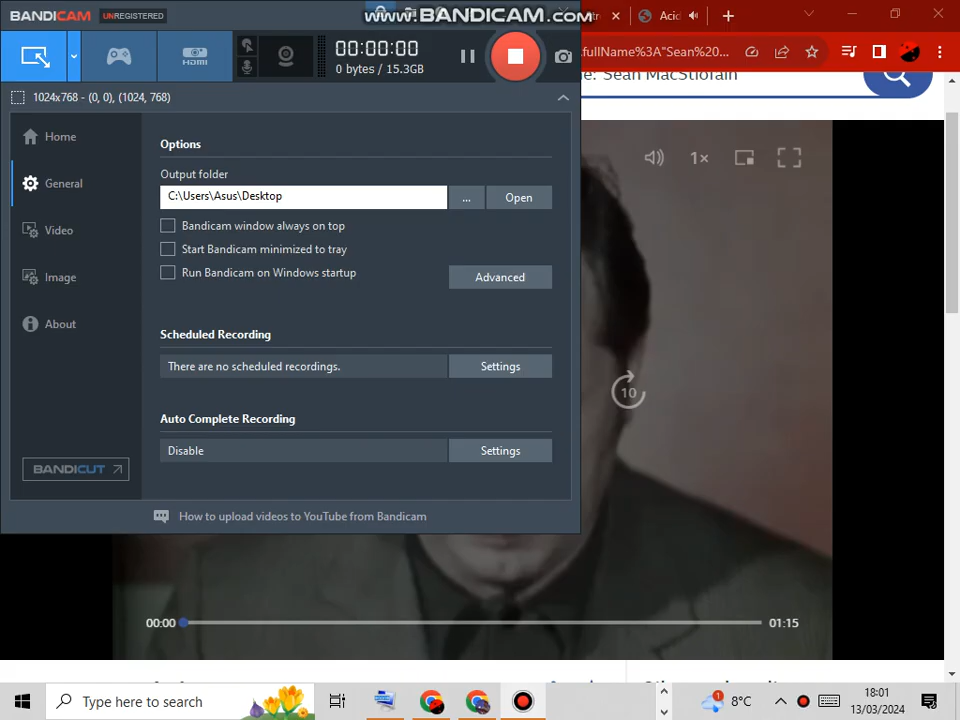 BANDICAM UNREGISTERED
www.BANDICAM.com
Acid
00:00:00
0 bytes / 15.3GB
HDMI
fullName%3A"Sean%20...
1024x768 - (0, 0), (1024, 768)
e: Sean MacStiofain
Home
General
Video
Image
About
BANDICUT
Options
Output folder
C:\Users\Asus\Desktop
...
Open
Bandicam window always on top
Start Bandicam minimized to tray
Run Bandicam on Windows startup
Advanced
Scheduled Recording
There are no scheduled recordings.
Settings
Auto Complete Recording
Disable
Settings
How to upload videos to YouTube from Bandicam
1×
10
00:00
01:15
Type here to search
1
8°C
18:01
13/03/2024